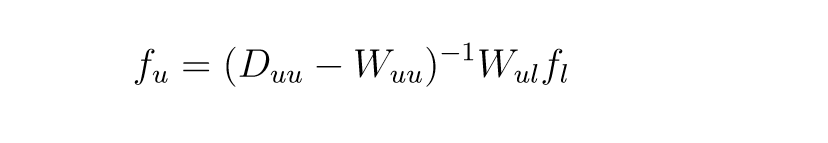 $f_u = (D_{uu} - W_{uu})^{-1} W_{ul} f_l$